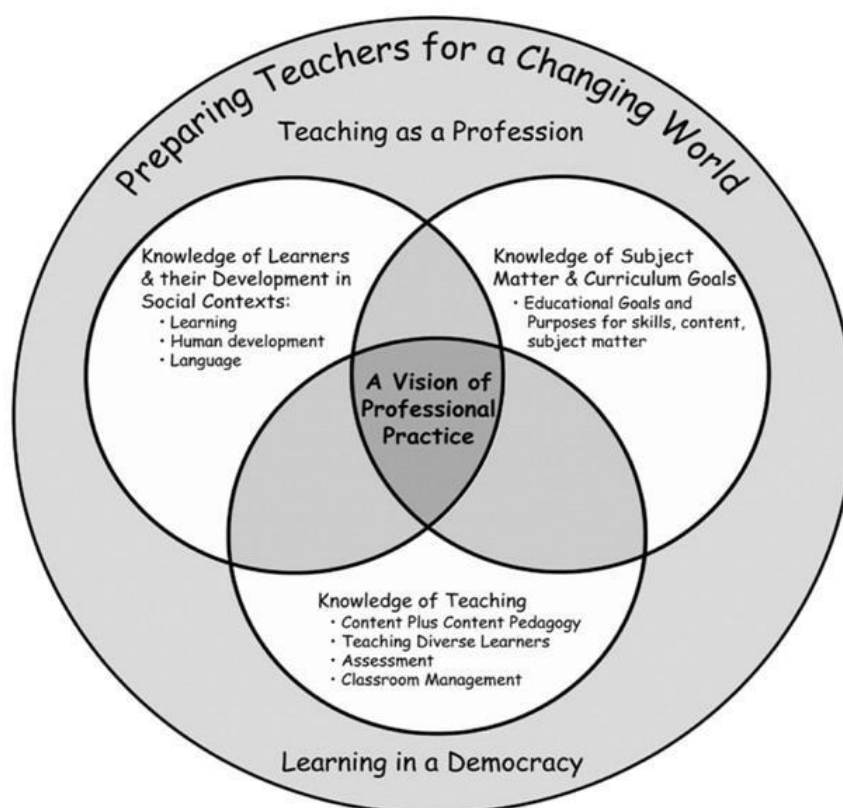 Preparing Teachers for a Changing World
Teaching as a Profession
Knowledge of Learners
& their Development in
Social Contexts:
· Learning
· Human development
· Language
Knowledge of Subject
Matter & Curriculum Goals
· Educational Goals and
Purposes for skills, content,
subject matter
A Vision of
Professional
Practice
Knowledge of Teaching
· Content Plus Content Pedagogy
· Teaching Diverse Learners
· Assessment
· Classroom Management
Learning in a Democracy